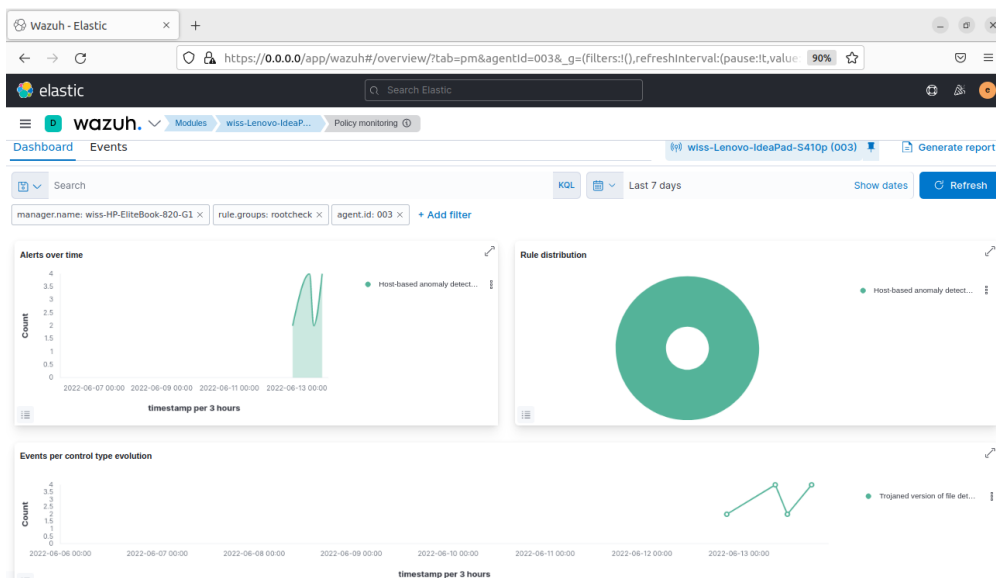 Wazuh - Elastic × +
https://0.0.0.0/app/wazuh#/overview/?tab=pm&agentId=003&_g=(filters:!(),refreshInterval:(pause:!t,value 90%
elastic Search Elastic e
D wazuh. Modules wiss-Lenovo-IdeaP... Policy monitoring
Dashboard Events wiss-Lenovo-IdeaPad-S410p (003) Generate report
Search KQL Last 7 days Show dates Refresh
manager.name: wiss-HP-EliteBook-820-G1 × rule.groups: rootcheck × agent.id: 003 × + Add filter
Alerts over time
4
3.5
3
2.5
2
1.5
1
0.5
0
Count
2022-06-07 00:00 2022-06-09 00:00 2022-06-11 00:00 2022-06-13 00:00
timestamp per 3 hours
Host-based anomaly detect...
Rule distribution
Host-based anomaly detect...
Events per control type evolution
4
3.5
3
2.5
2
1.5
1
0.5
0
Count
2022-06-06 00:00 2022-06-07 00:00 2022-06-08 00:00 2022-06-09 00:00 2022-06-10 00:00 2022-06-11 00:00 2022-06-12 00:00 2022-06-13 00:00
timestamp per 3 hours
Trojaned version of file det...